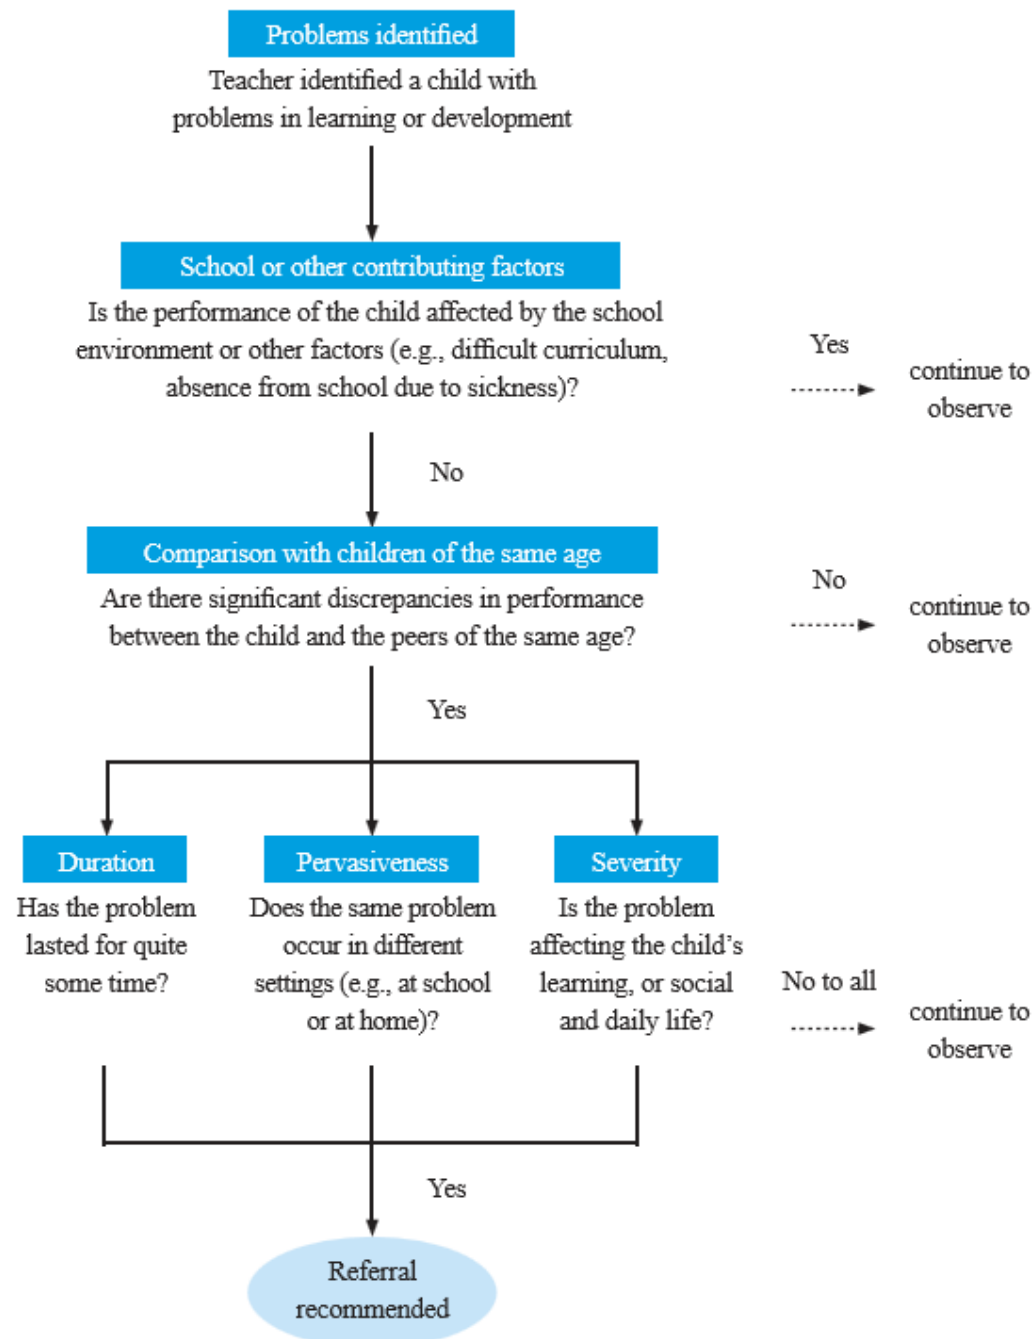 Problems identified
Teacher identified a child with
problems in learning or development
School or other contributing factors
Is the performance of the child affected by the school
environment or other factors (e.g., difficult curriculum,
absence from school due to sickness)?
Yes
continue to
observe
No
Comparison with children of the same age
Are there significant discrepancies in performance
between the child and the peers of the same age?
No
continue to
observe
Yes
Duration
Has the problem
lasted for quite
some time?
Pervasiveness
Does the same problem
occur in different
settings (e.g., at school
or at home)?
Severity
Is the problem
affecting the child’s
learning, or social
and daily life?
No to all
continue to
observe
Yes
Referral
recommended